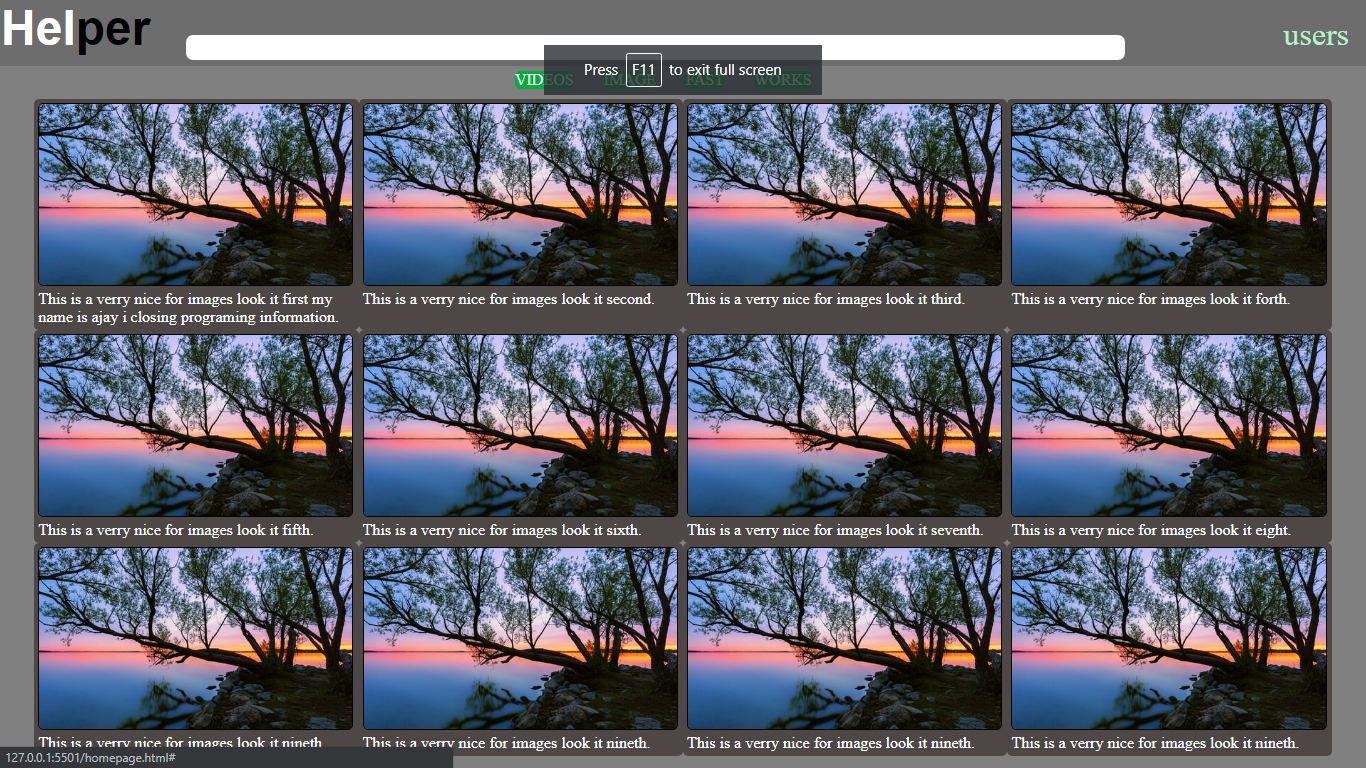 Helper
users
Press F11 to exit full screen
VIDEOS IMAGE FAST WORKS
This is a verry nice for images look it first my
name is ajay i closing programing information.
This is a verry nice for images look it second.
This is a verry nice for images look it third.
This is a verry nice for images look it forth.
This is a verry nice for images look it fifth.
This is a verry nice for images look it sixth.
This is a verry nice for images look it seventh.
This is a verry nice for images look it eight.
This is a verry nice for images look it nineth.
This is a verry nice for images look it nineth.
This is a verry nice for images look it nineth.
This is a verry nice for images look it nineth.
127.0.0.1:5501/homepage.html#